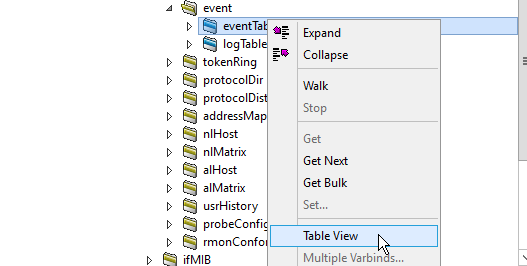 event
eventTab
logTable
tokenRing
protocolDir
protocolDist
addressMap
nlHost
nlMatrix
alHost
alMatrix
usrHistory
probeConfig
rmonConfor
ifMIB
Expand
Collapse
Walk
Stop
Get
Get Next
Get Bulk
Set...
Table View
Multiple Varbinds...